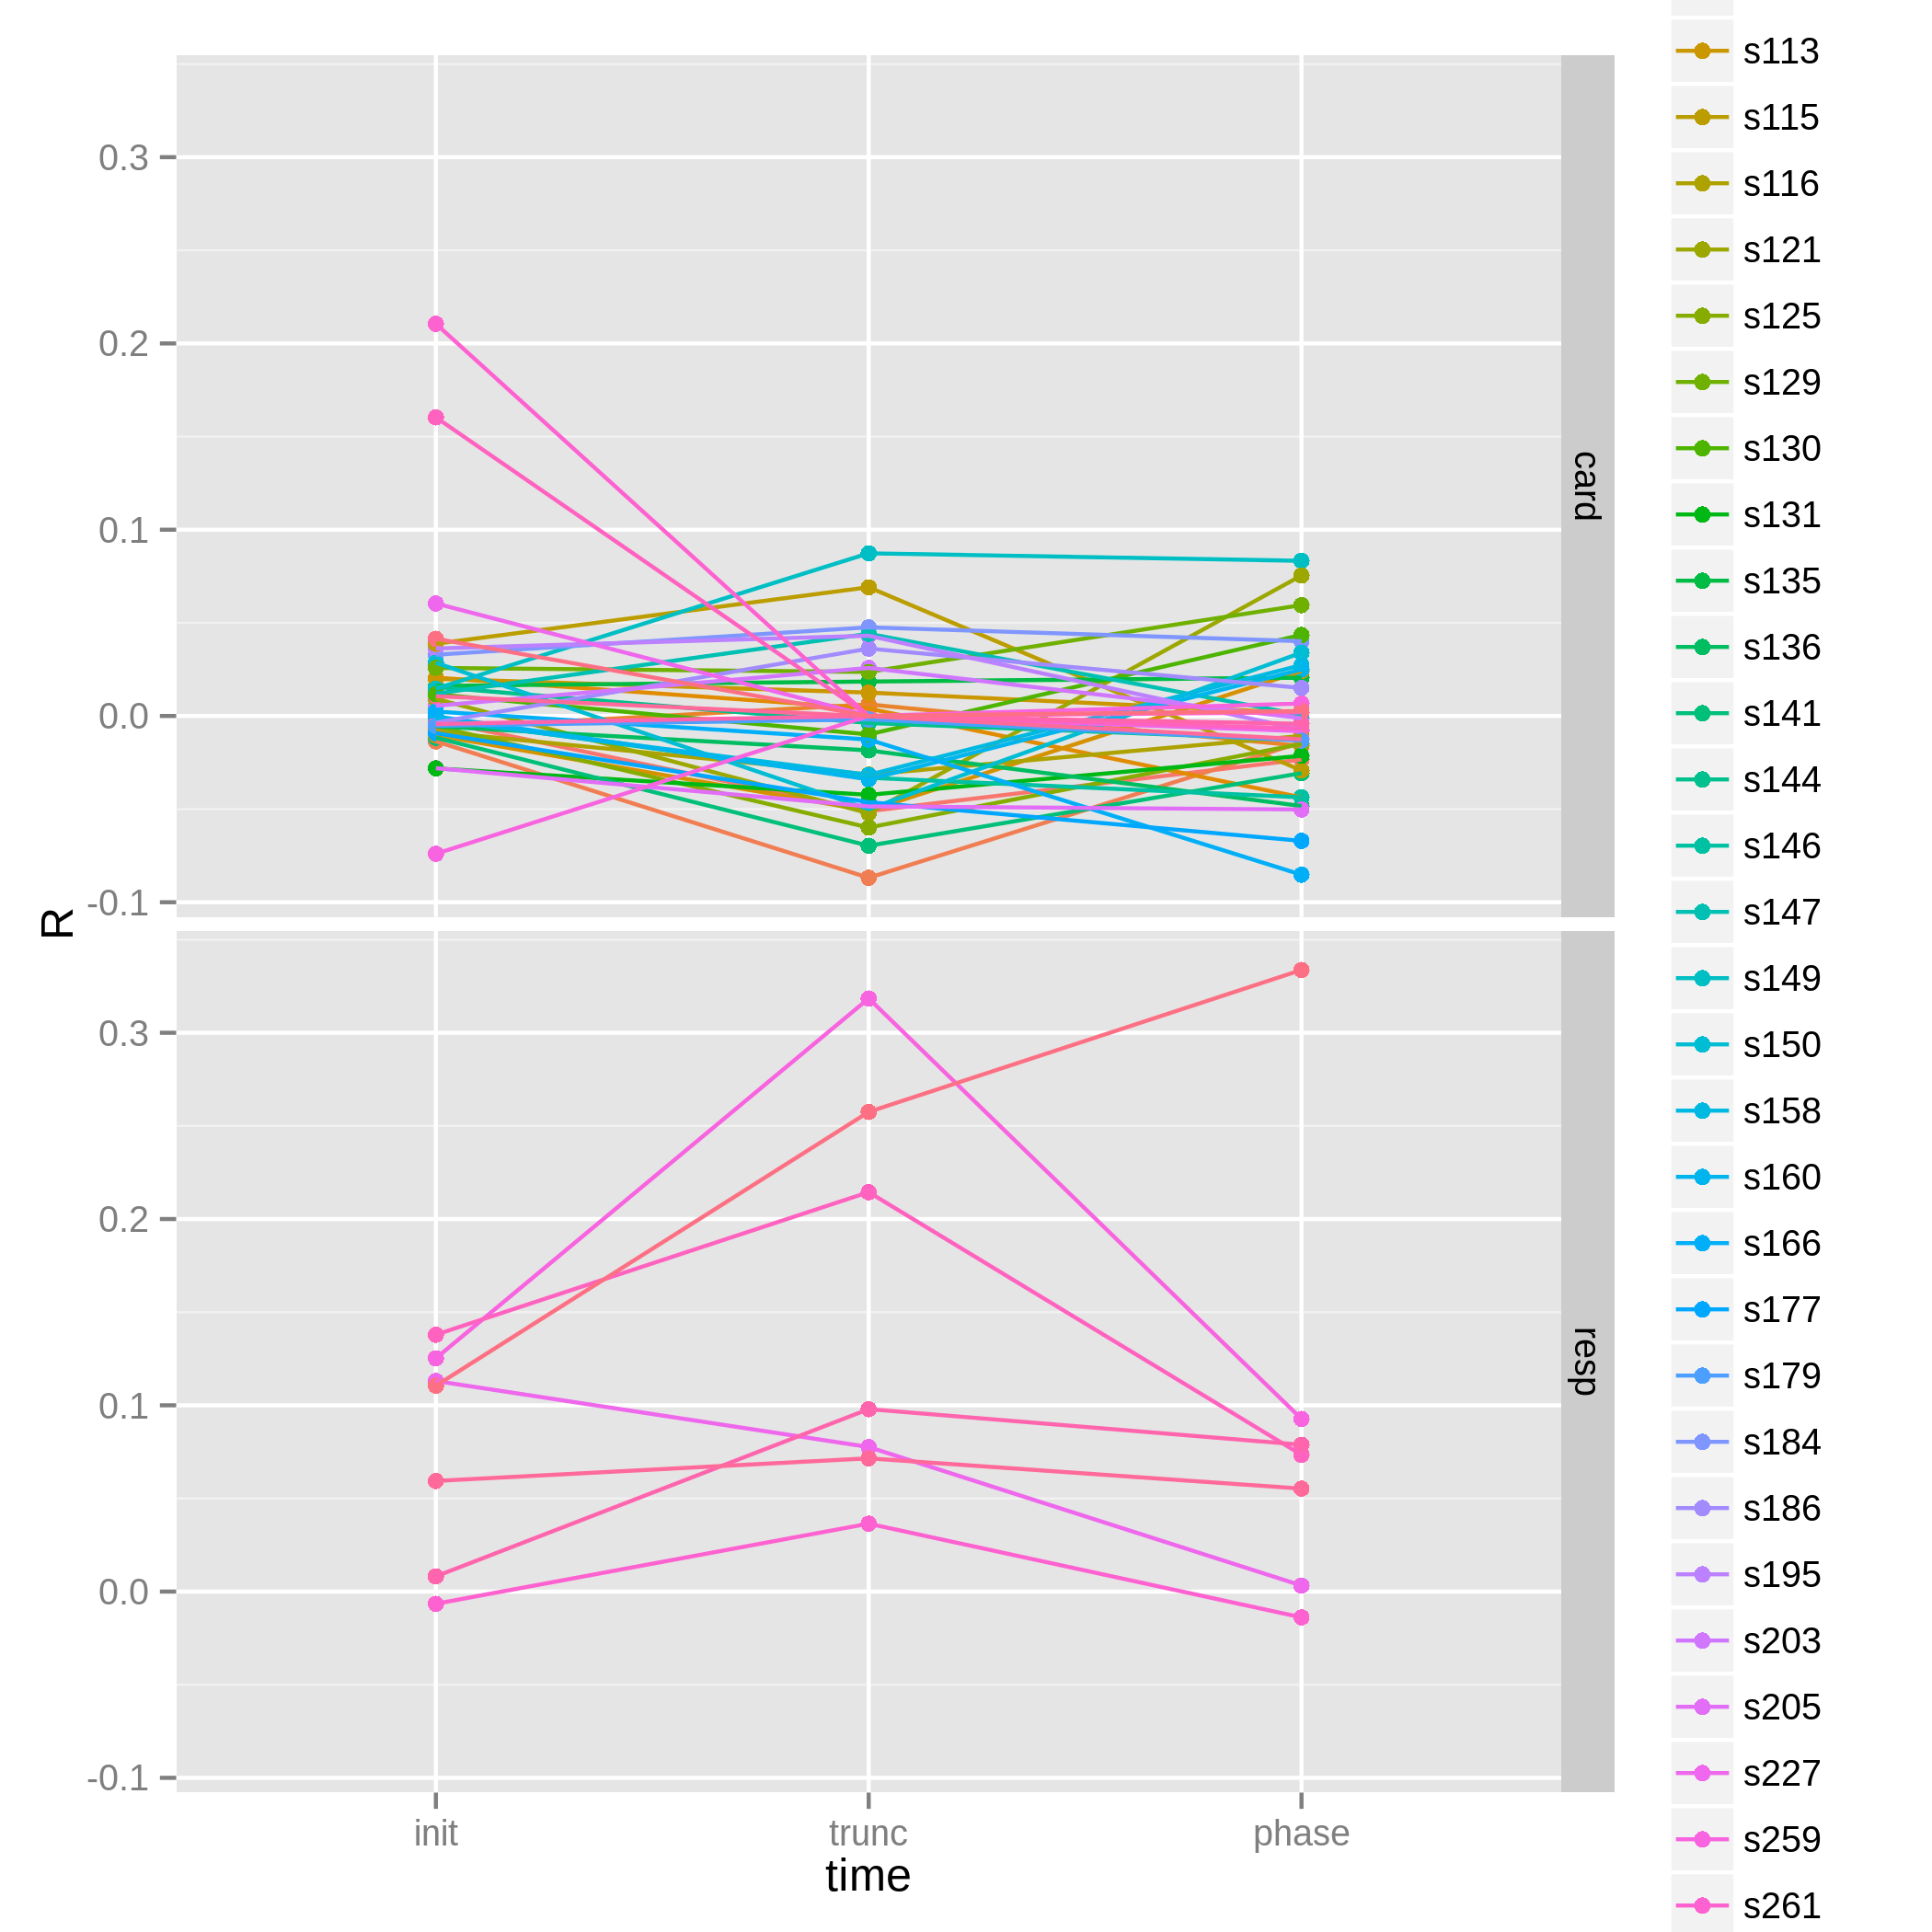 0.3
0.2
0.1
0.0
-0.1
card
R
0.3
0.2
0.1
0.0
-0.1
resp
init
trunc
phase
time
s113
s115
s116
s121
s125
s129
s130
s131
s135
s136
s141
s144
s146
s147
s149
s150
s158
s160
s166
s177
s179
s184
s186
s195
s203
s205
s227
s259
s261